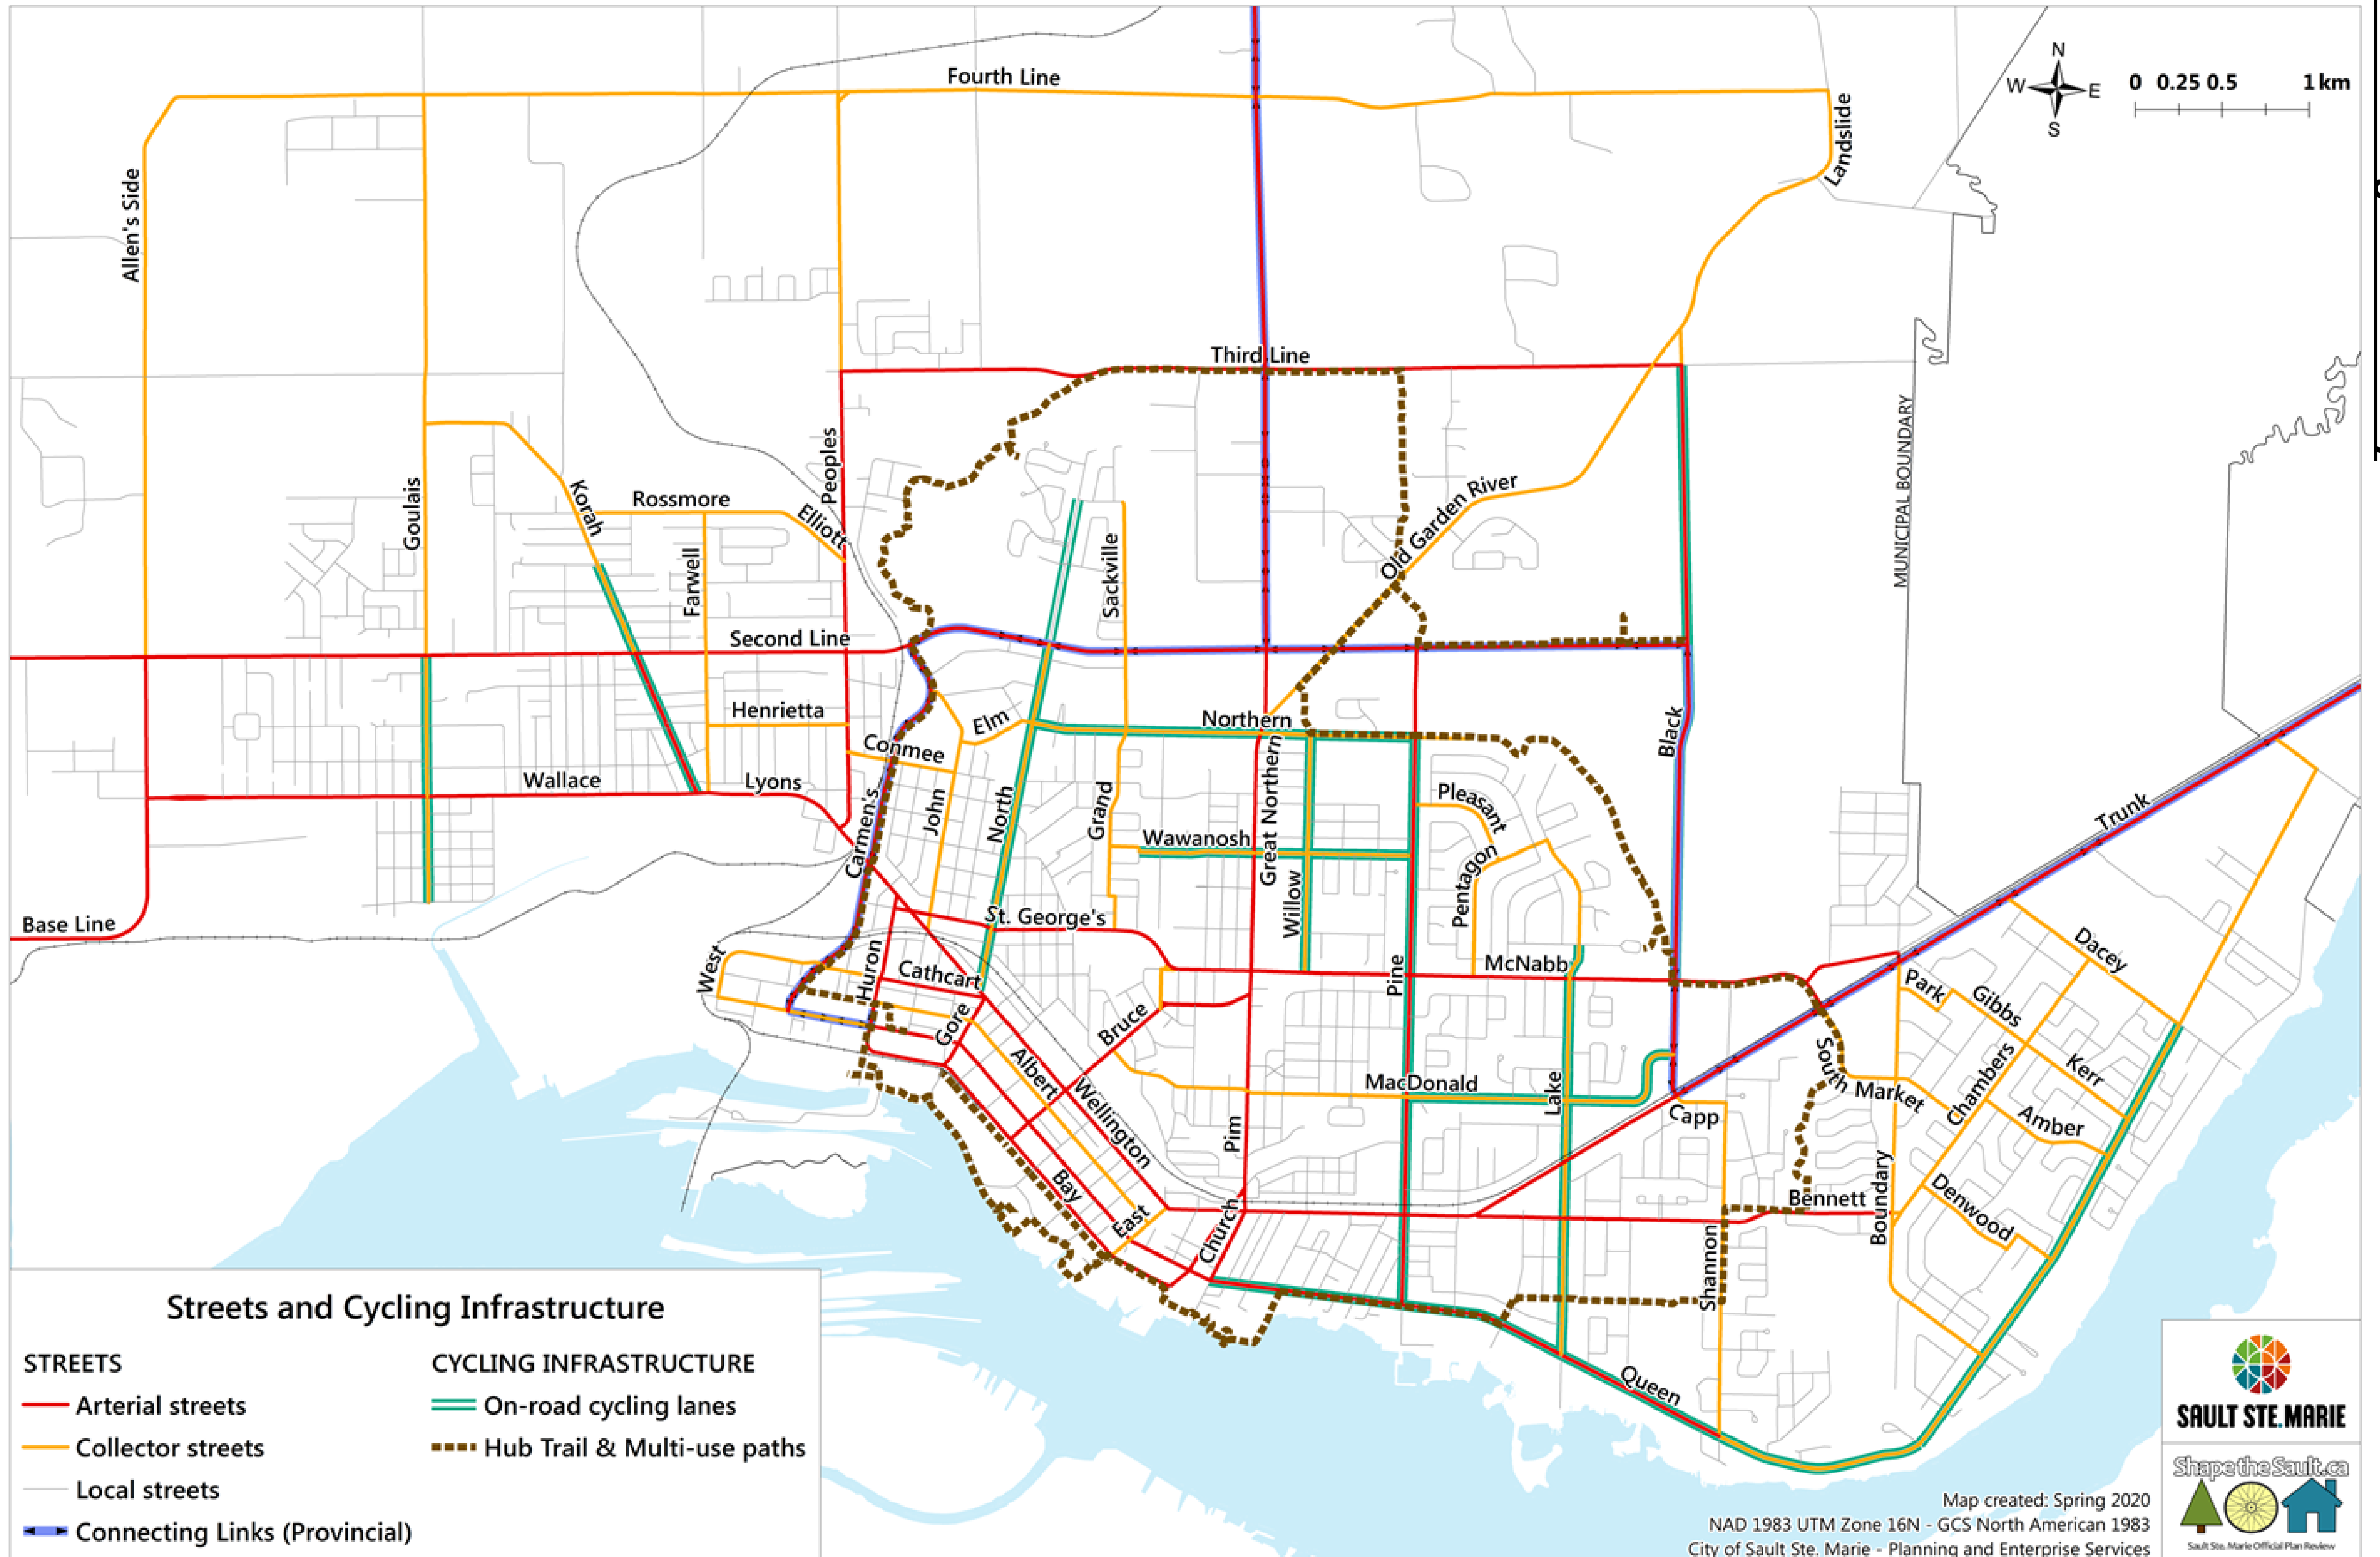 Fourth Line
N
W E
S
0 0.25 0.5 1 km
Landslide
Allen's Side
Third Line
MUNICIPAL BOUNDARY
Peoples
Goulais
Korah
Rossmore
Elliott
Old Garden River
Farwell
Sackville
Second Line
Henrietta
Elm
Northern
Black
Conmee
Wallace
Lyons
Carmen's
John
North
Grand
Great Northern
Pleasant
Trunk
Wawanosh
Pentagon
Willow
Base Line
St. George's
West
Huron
Cathcart
Pine
McNabb
Dacey
Park
Gibbs
Gore
Bruce
Albert
Wellington
MacDonald
Lake
Capp
South Market
Chambers
Kerr
Amber
Pim
Bay
East
Church
Bennett
Boundary
Denwood
Shannon
Queen
Streets and Cycling Infrastructure
STREETS
Arterial streets
Collector streets
Local streets
Connecting Links (Provincial)
CYCLING INFRASTRUCTURE
On-road cycling lanes
Hub Trail & Multi-use paths
SAULT STE.MARIE
ShapetheSault.ca
Sault Ste. Marie Official Plan Review
Map created: Spring 2020
NAD 1983 UTM Zone 16N - GCS North American 1983
City of Sault Ste. Marie - Planning and Enterprise Services